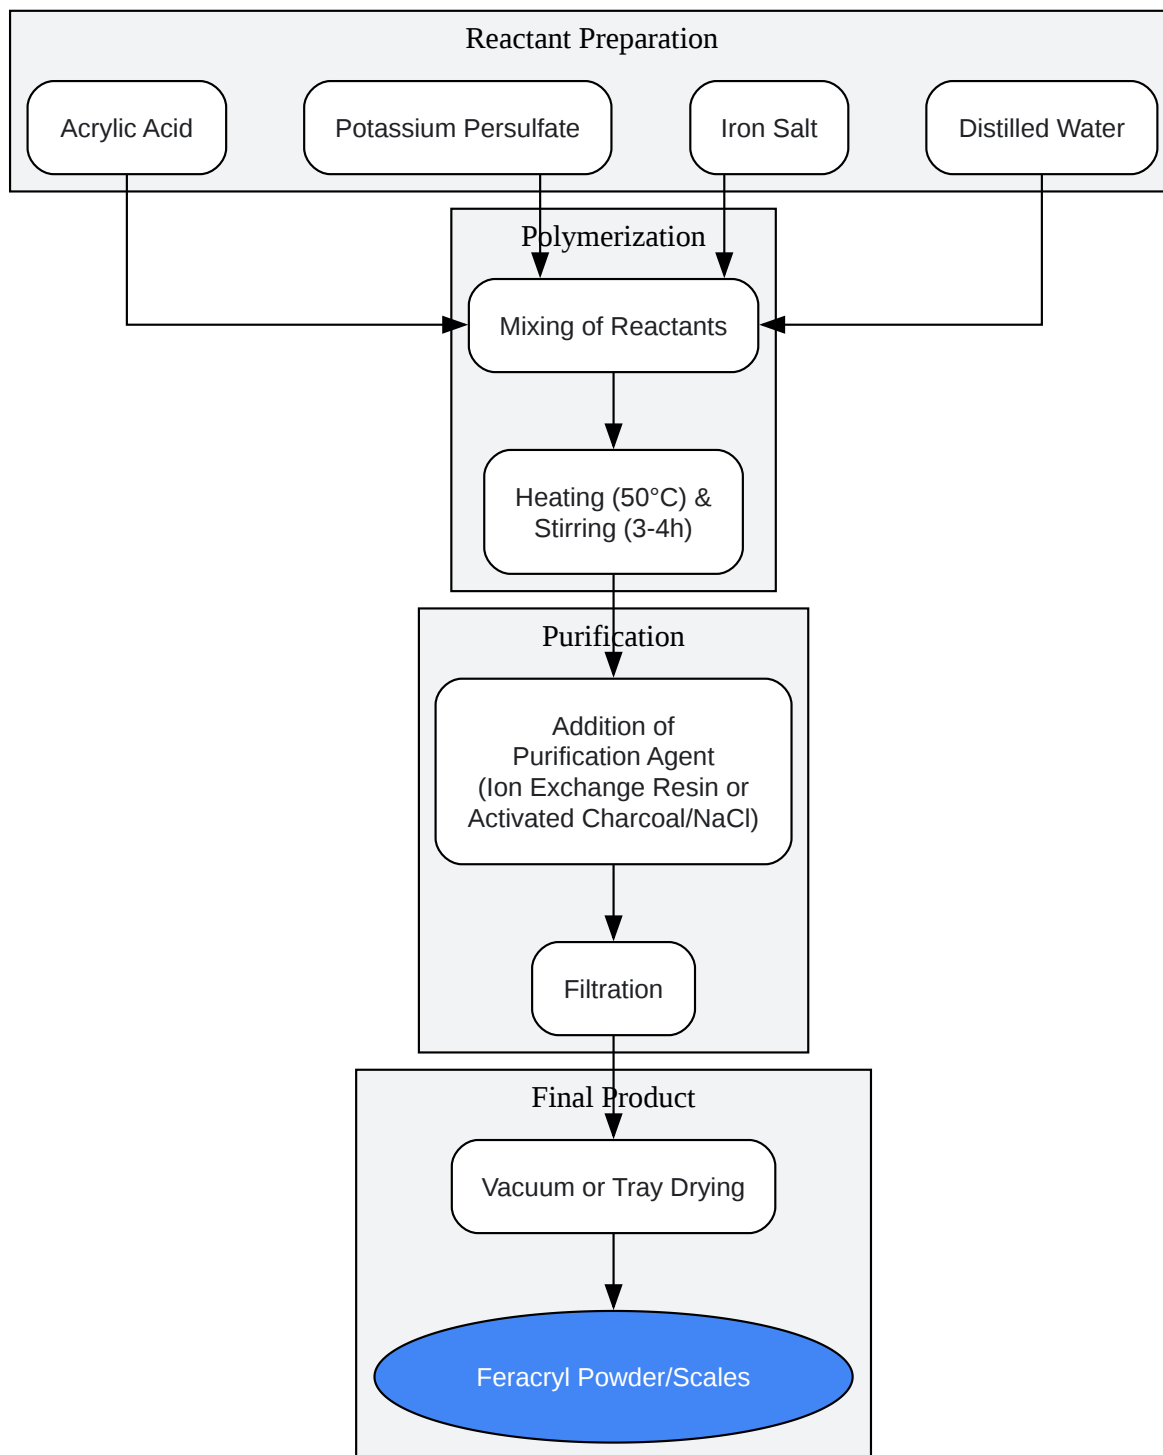 Reactant Preparation
Acrylic Acid
Potassium Persulfate
Iron Salt
Distilled Water
Polymerization
Mixing of Reactants
Heating (50°C) &
Stirring (3-4h)
Purification
Addition of
Purification Agent
(Ion Exchange Resin or
Activated Charcoal/NaCl)
Filtration
Final Product
Vacuum or Tray Drying
Feracryl Powder/Scales